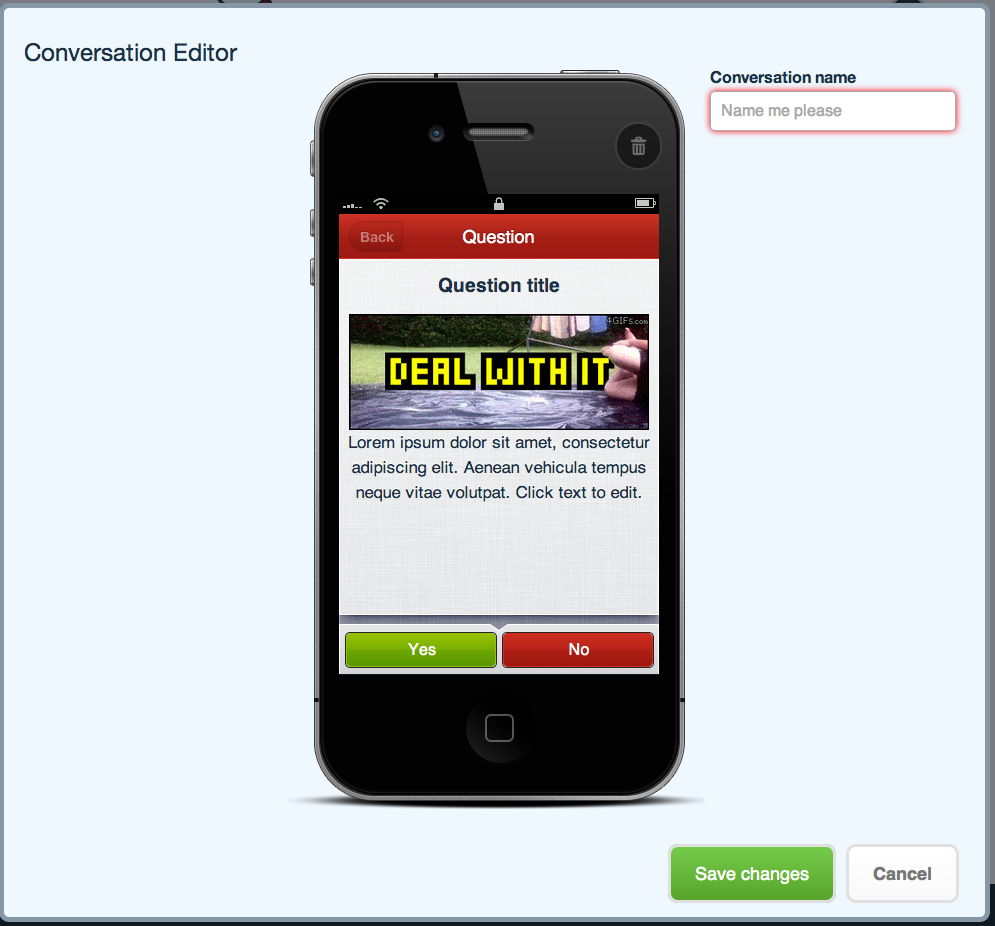 Conversation Editor
Conversation name
Name me please
Back
Question
Question title
4GIFs.com
DEAL WITH IT
Lorem ipsum dolor sit amet, consectetur
adipiscing elit. Aenean vehicula tempus
neque vitae volutpat. Click text to edit.
Yes
No
Save changes
Cancel